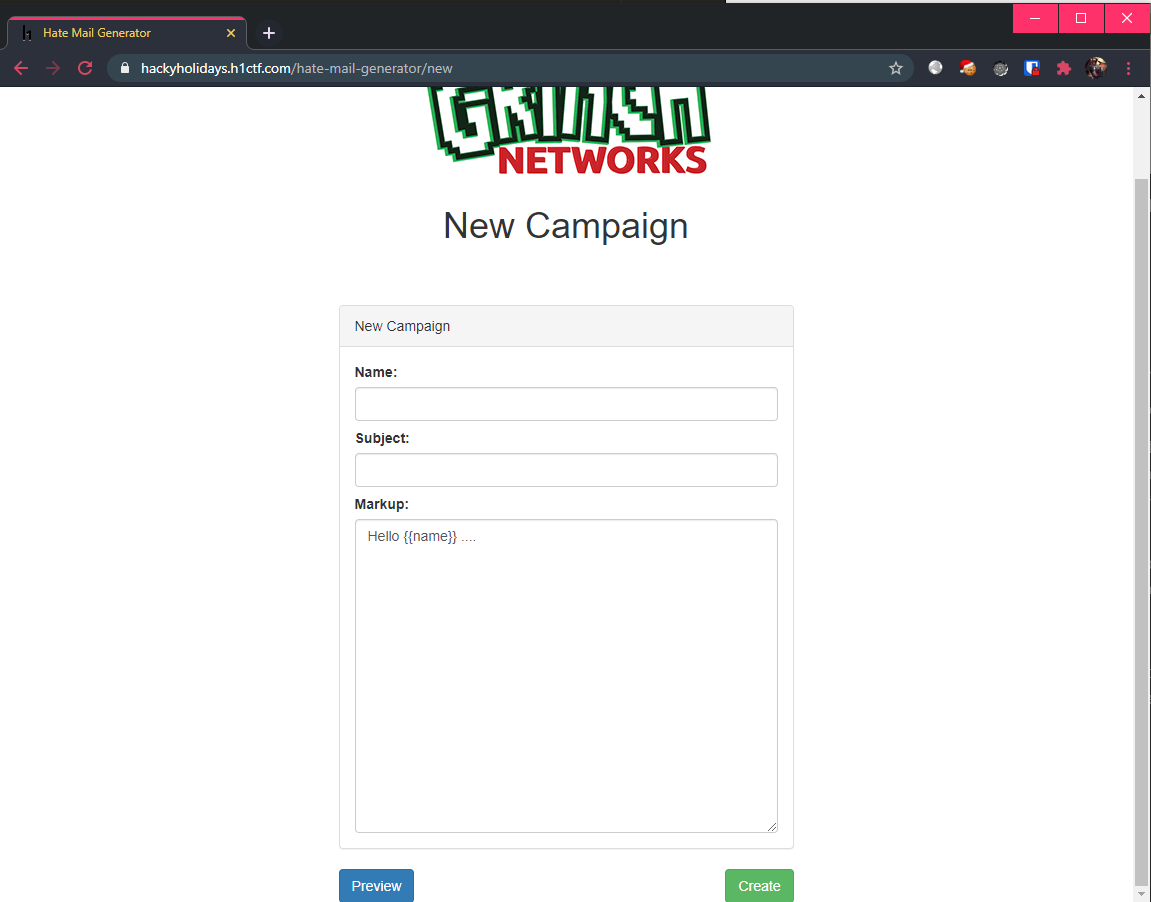 Hate Mail Generator
hackyholidays.h1ctf.com/hate-mail-generator/new
GRINCH
NETWORKS
New Campaign
New Campaign
Name:
Subject:
Markup:
Hello {{name}} ....
Preview
Create